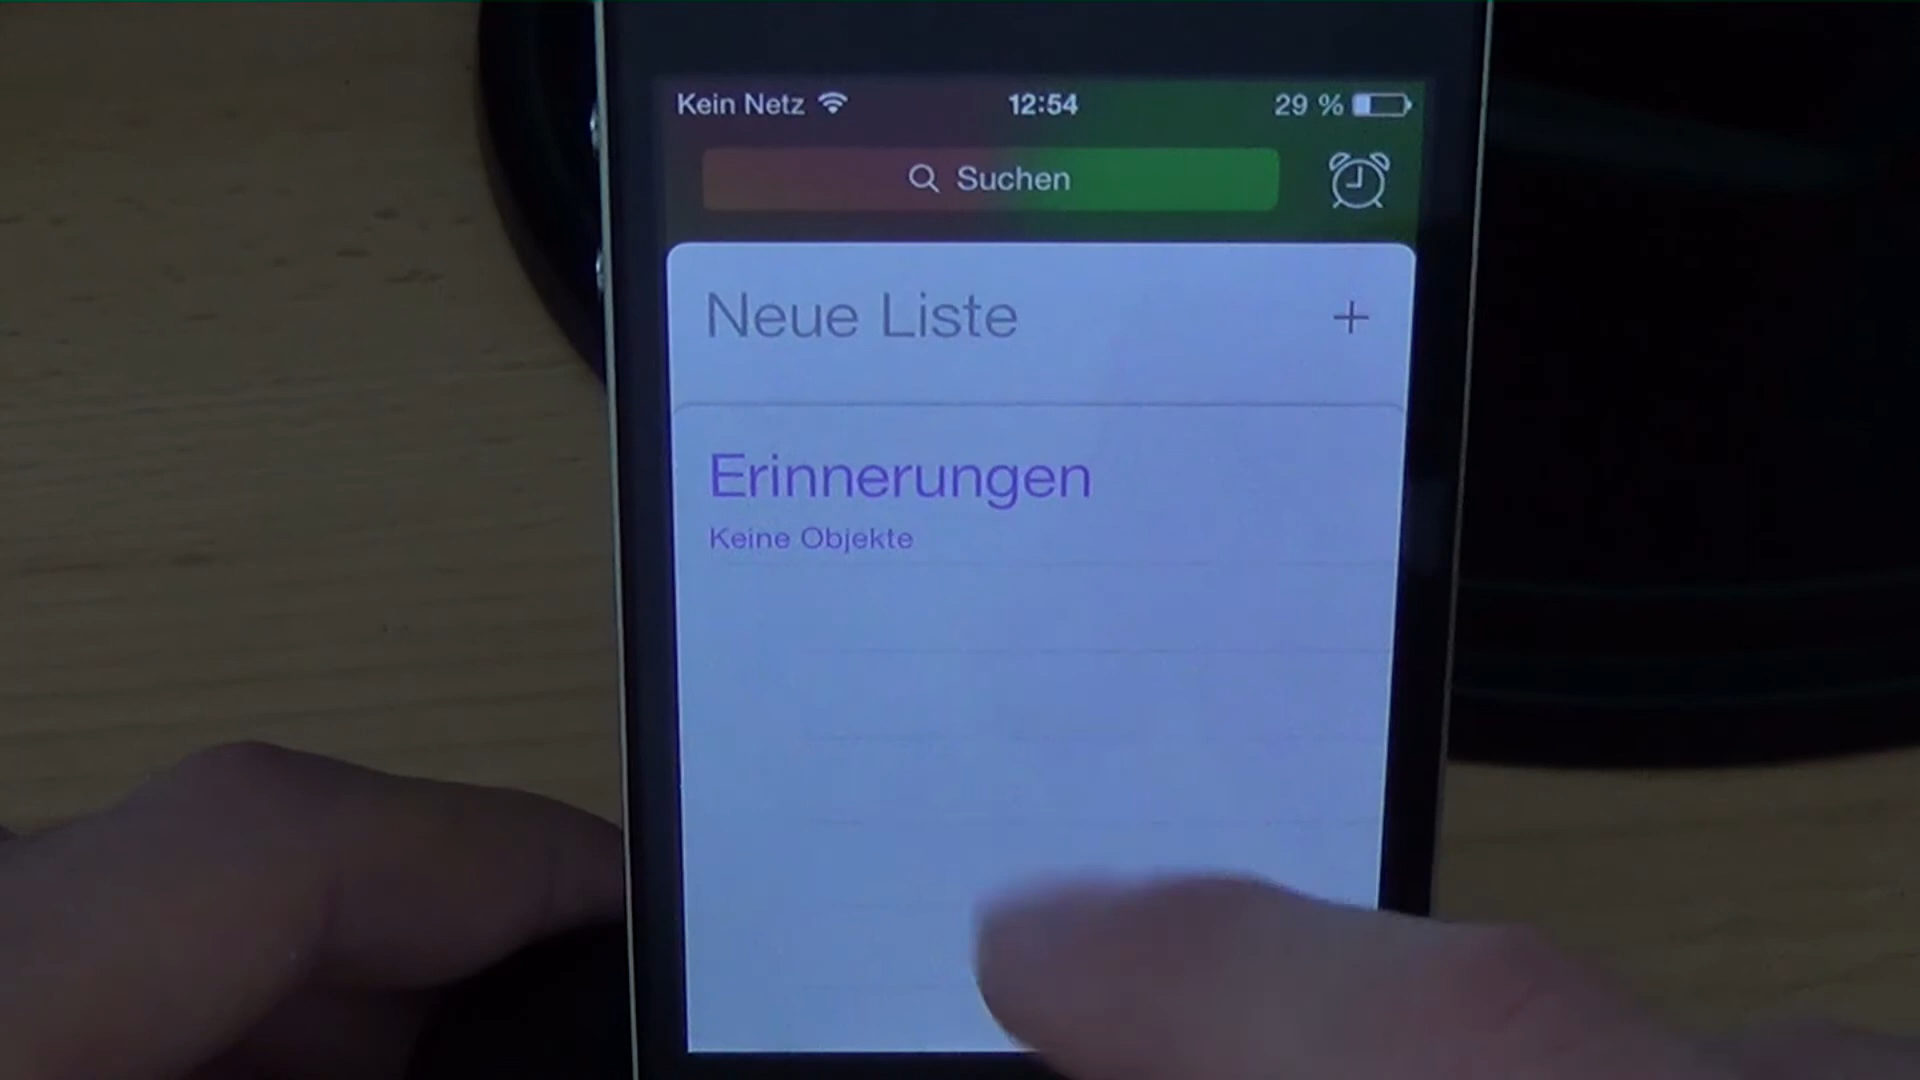 Kein Netz 12:54 29 %
Suchen
Neue Liste +
Erinnerungen
Keine Objekte